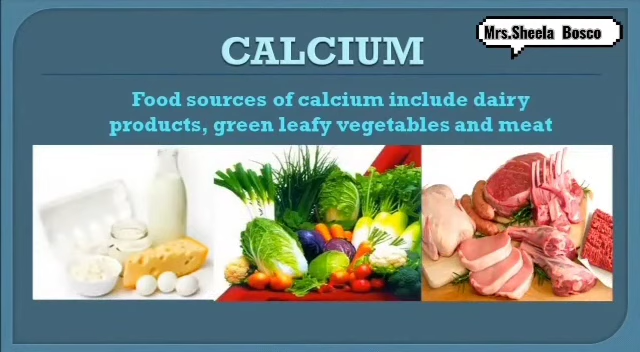 Mrs.Sheela Bosco
CALCIUM
Food sources of calcium include dairy
products, green leafy vegetables and meat